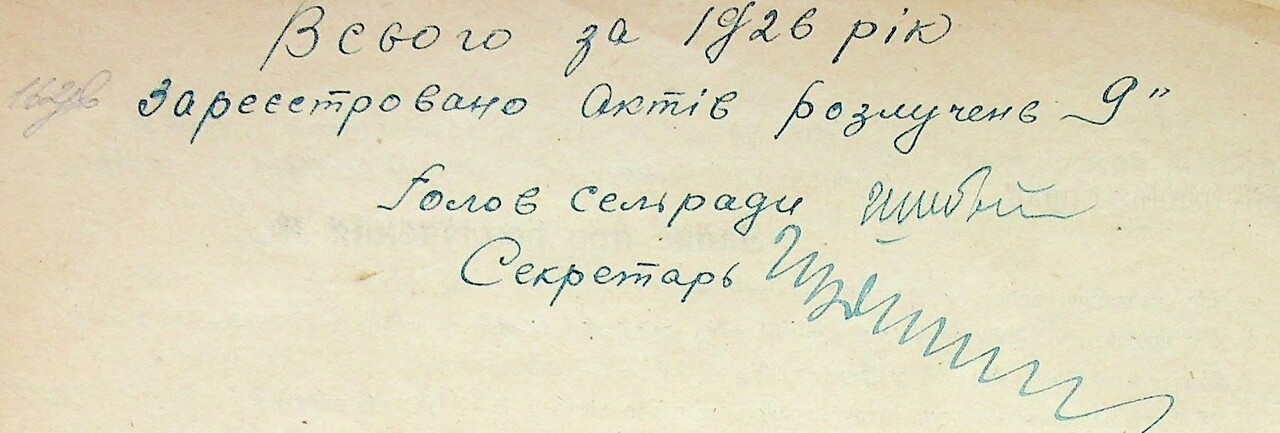 Всього за 1926 рік
Зареєстровано Актів розлучень „9"
Голов сельради
Секретарь